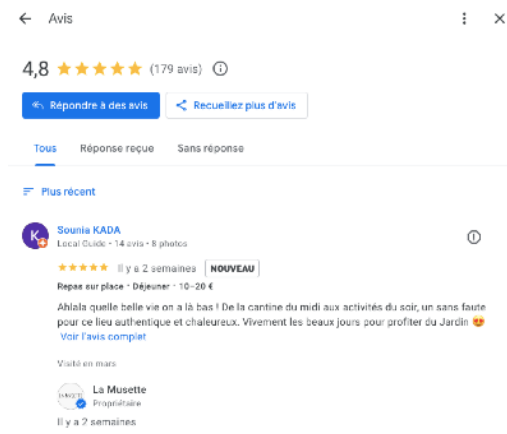 Avis
4,8 (179 avis)
Répondre à des avis Recueillez plus d'avis
Tous Réponse reçue Sans réponse
Plus récent
K
Sounia KADA
Local Guide • 14 avis • 8 photos
Il y a 2 semaines NOUVEAU
Repas sur place • Déjeuner • 10–20 €
Ahlala quelle belle vie on a là bas ! De la cantine du midi aux activités du soir, un sans faute
pour ce lieu authentique et chaleureux. Vivement les beaux jours pour profiter du Jardin 😍
Voir l'avis complet
Visité en mars
La Musette
Propriétaire
Il y a 2 semaines